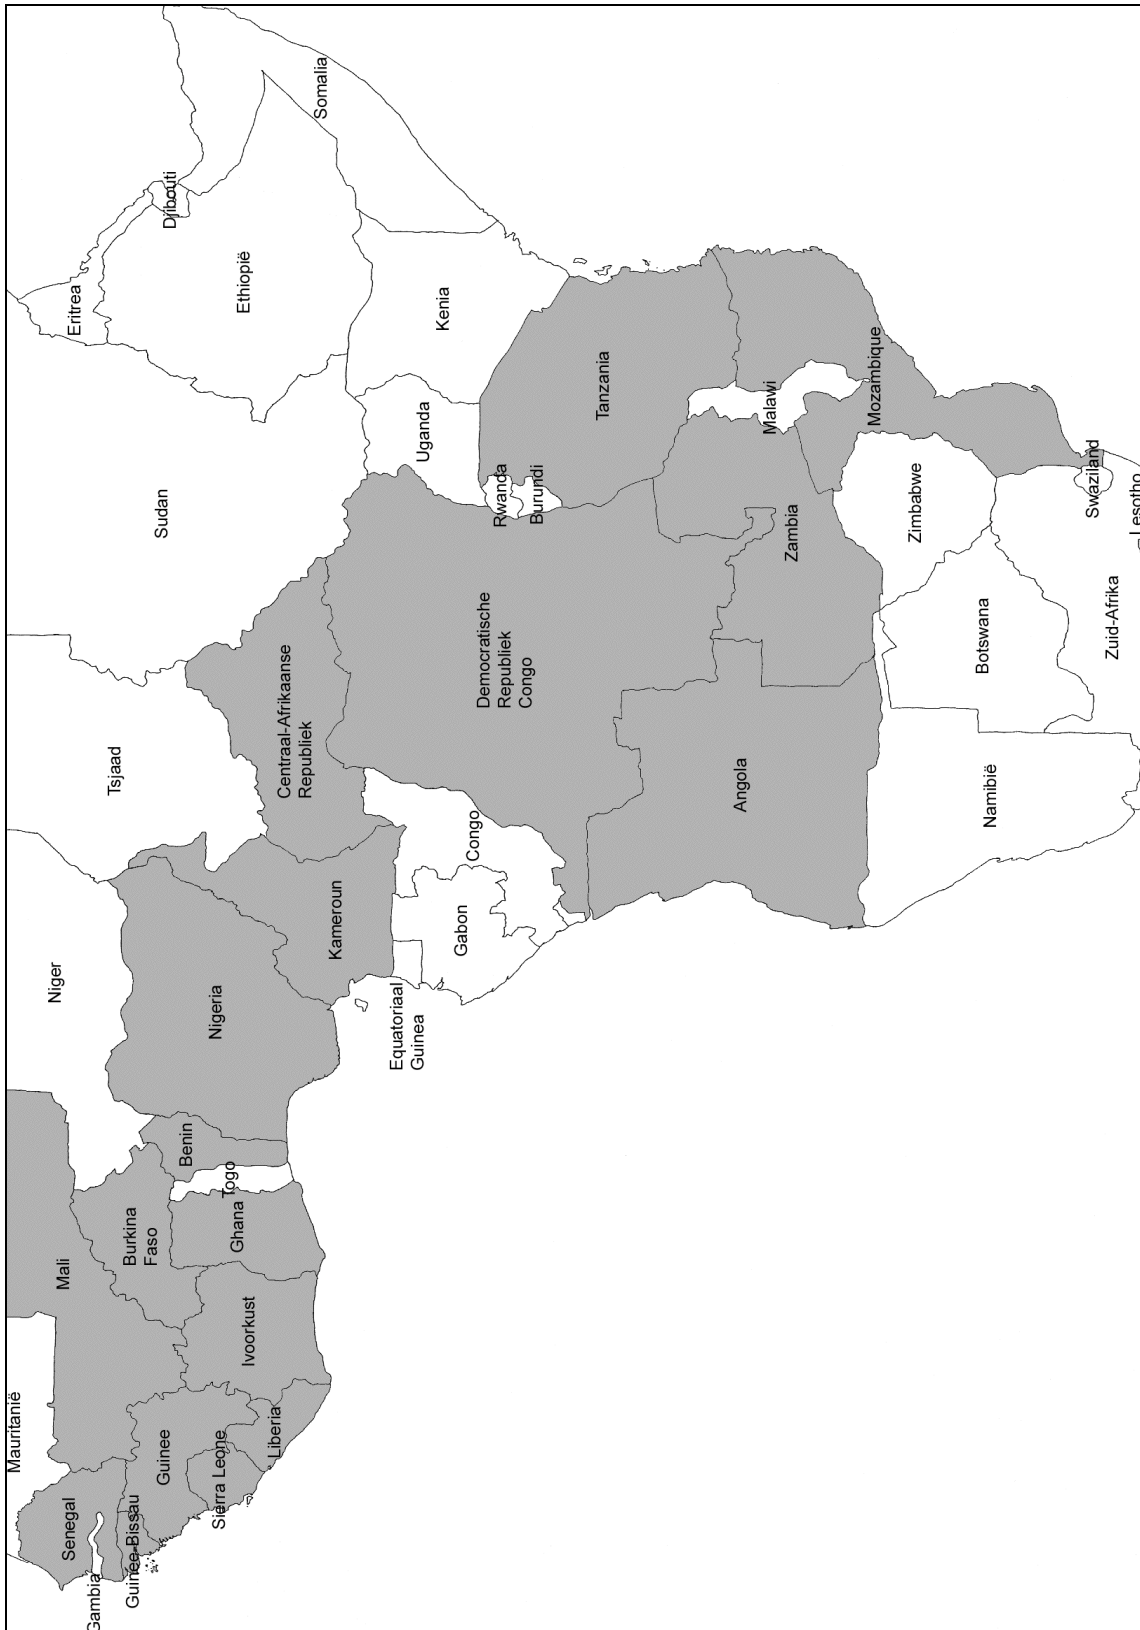 Mauritanië
Mali
Niger
Tsjaad
Sudan
Eritrea
Djibouti
Somalia
Ethiopië
Senegal
Gambia
Guinee-Bissau
Guinee
Sierra Leone
Liberia
Ivoorkust
Burkina
Faso
Ghana
Togo
Benin
Nigeria
Kameroun
Centraal-Afrikaanse
Republiek
Equatoriaal
Guinea
Gabon
Congo
Democratische
Republiek
Congo
Uganda
Kenia
Rwanda
Burundi
Tanzania
Angola
Zambia
Malawi
Mozambique
Zimbabwe
Namibië
Botswana
Zuid-Afrika
Swaziland
Lesotho